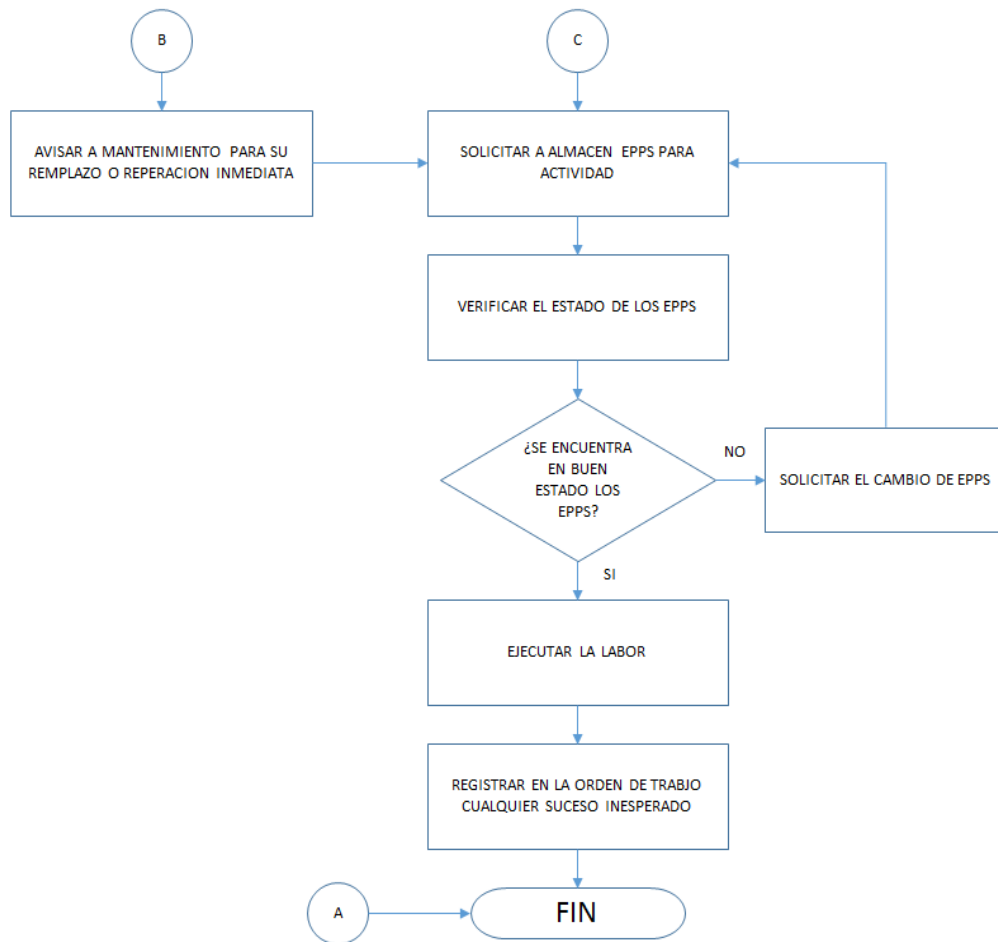 B
C
AVISAR A MANTENIMIENTO PARA SU
REMPLAZO O REPERACION INMEDIATA
SOLICITAR A ALMACEN EPPS PARA
ACTIVIDAD
VERIFICAR EL ESTADO DE LOS EPPS
¿SE ENCUENTRA
EN BUEN
ESTADO LOS
EPPS?
NO
SOLICITAR EL CAMBIO DE EPPS
SI
EJECUTAR LA LABOR
REGISTRAR EN LA ORDEN DE TRABJO
CUALQUIER SUCESO INESPERADO
A
FIN